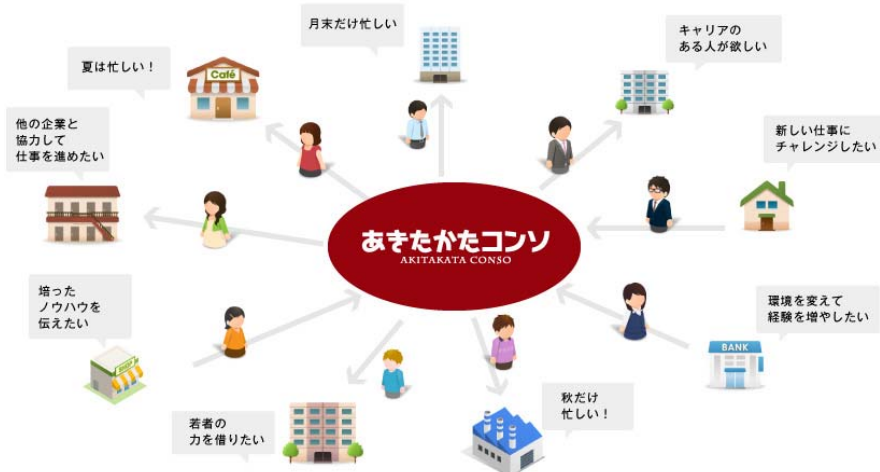 月末だけ忙しい
キャリアの
ある人が欲しい
夏は忙しい！
Café
他の企業と
協力して
仕事を進めたい
新しい仕事に
チャレンジしたい
あきたかたコンソ
AKITAKATA CONSO
培った
ノウハウを
伝えたい
環境を変えて
経験を増やしたい
BANK
若者の
力を借りたい
秋だけ
忙しい！